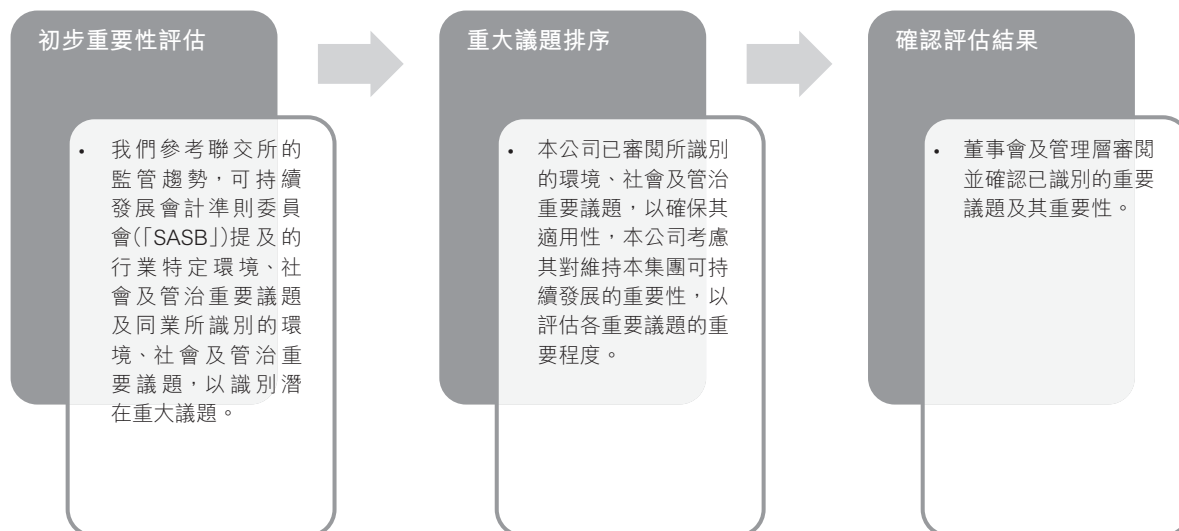 初步重要性評估
• 我們參考聯交所的
監管趨勢，可持續
發展會計準則委員
會(「SASB」)提及的
行業特定環境、社
會及管治重要議題
及同業所識別的環
境、社會及管治重
要議題，以識別潛
在重大議題。
重大議題排序
• 本公司已審閱所識別
的環境、社會及管治
重要議題，以確保其
適用性，本公司考慮
其對維持本集團可持
續發展的重要性，以
評估各重要議題的重
要程度。
確認評估結果
• 董事會及管理層審閱
並確認已識別的重要
議題及其重要性。